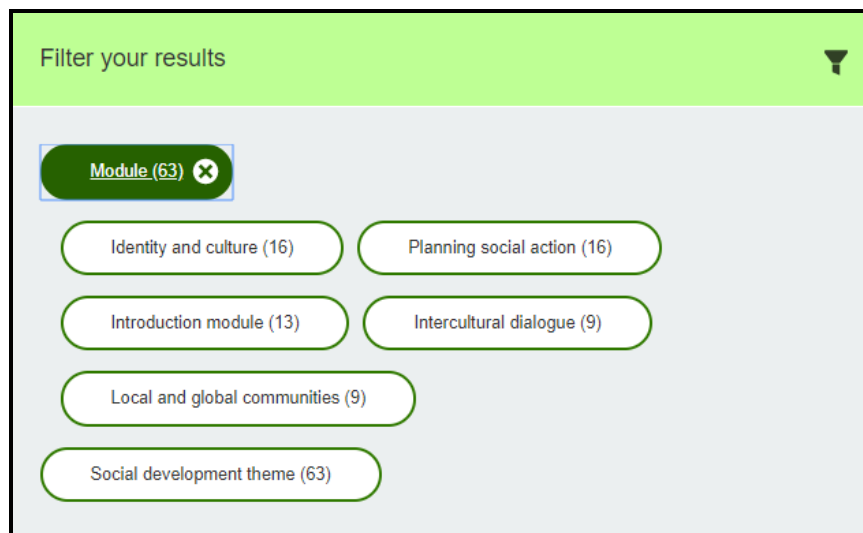 Filter your results
Module (63)
Identity and culture (16) Planning social action (16)
Introduction module (13) Intercultural dialogue (9)
Local and global communities (9)
Social development theme (63)